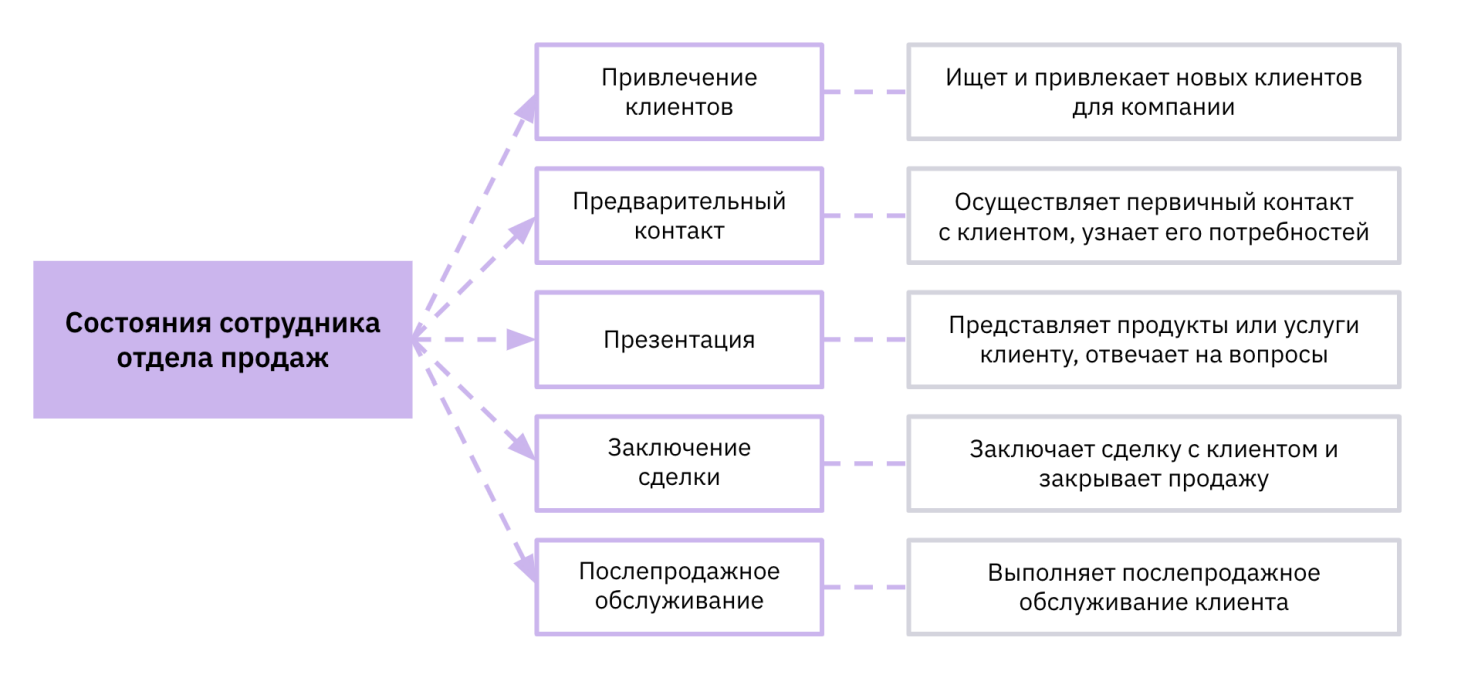 Состояния сотрудника
отдела продаж
Привлечение
клиентов
Ищет и привлекает новых клиентов
для компании
Предварительный
контакт
Осуществляет первичный контакт
с клиентом, узнает его потребностей
Презентация
Представляет продукты или услуги
клиенту, отвечает на вопросы
Заключение
сделки
Заключает сделку с клиентом и
закрывает продажу
Послепродажное
обслуживание
Выполняет послепродажное
обслуживание клиента